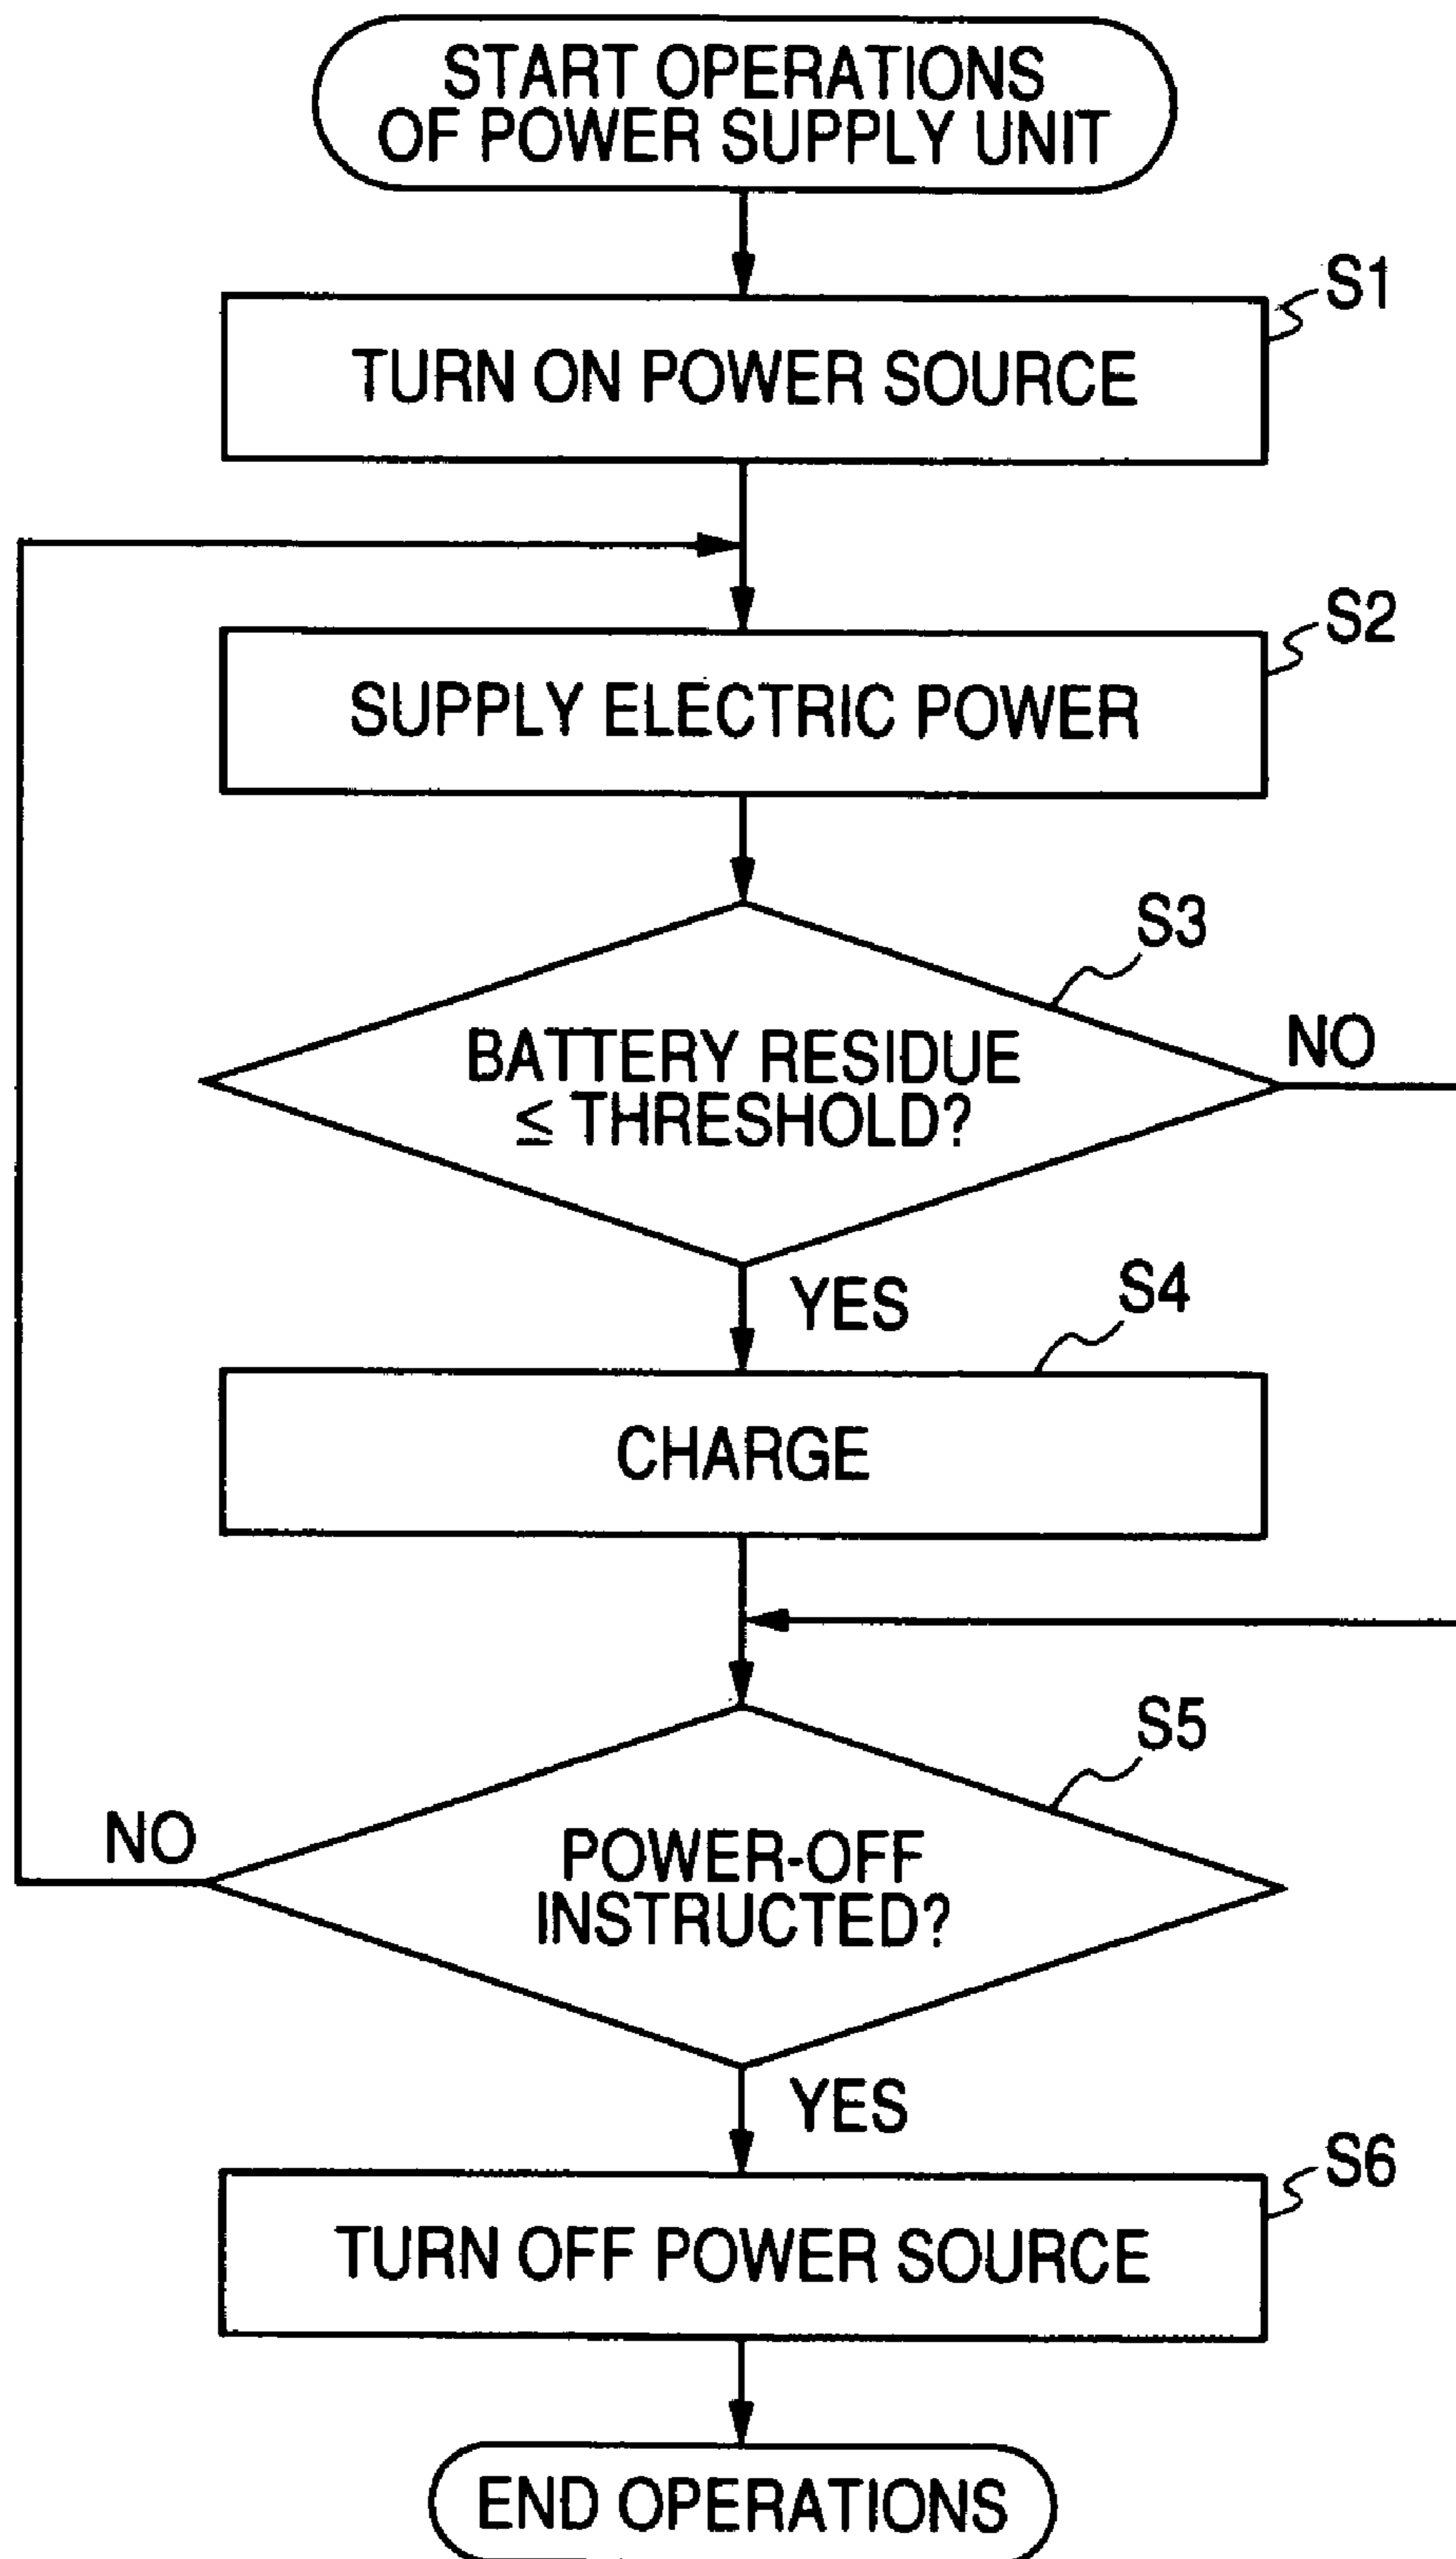 START OPERATIONS
OF POWER SUPPLY UNIT
S1
TURN ON POWER SOURCE
S2
SUPPLY ELECTRIC POWER
S3
BATTERY RESIDUE
≤ THRESHOLD?
NO
YES
S4
CHARGE
S5
POWER-OFF
INSTRUCTED?
NO
YES
S6
TURN OFF POWER SOURCE
END OPERATIONS